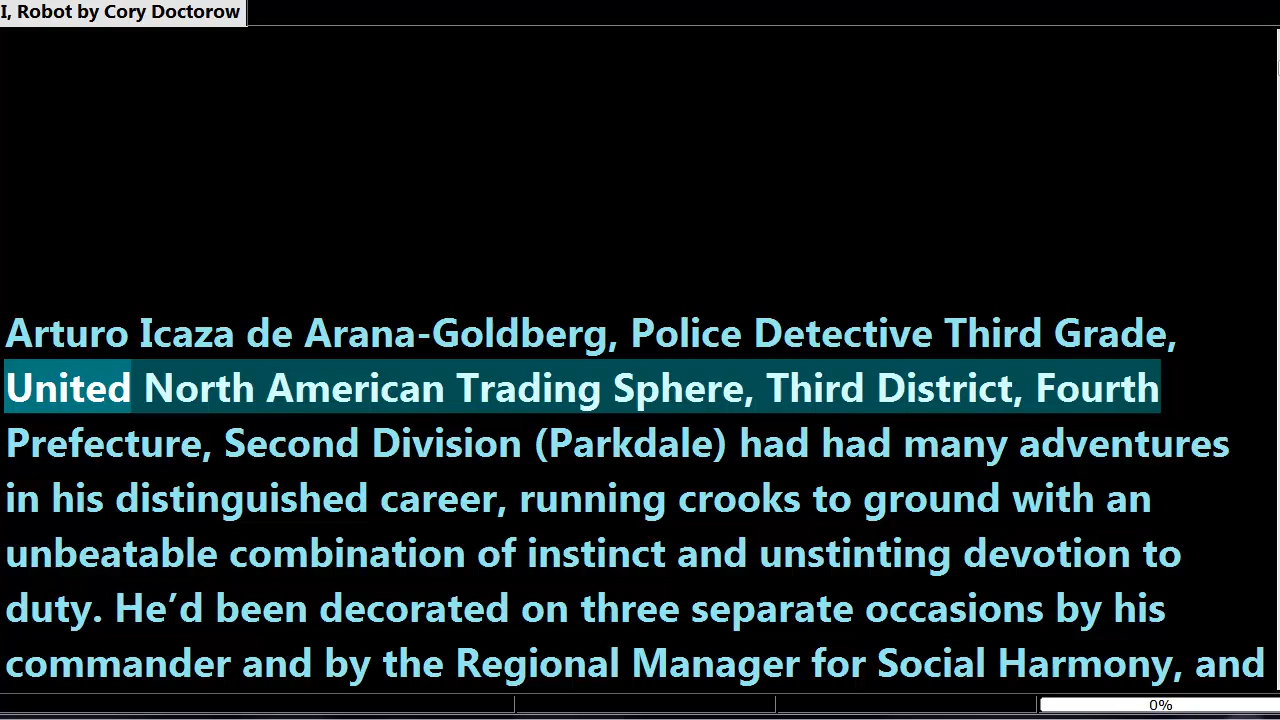 I, Robot by Cory Doctorow
Arturo Icaza de Arana-Goldberg, Police Detective Third Grade,
United North American Trading Sphere, Third District, Fourth
Prefecture, Second Division (Parkdale) had had many adventures
in his distinguished career, running crooks to ground with an
unbeatable combination of instinct and unstinting devotion to
duty. He’d been decorated on three separate occasions by his
commander and by the Regional Manager for Social Harmony, and
0%